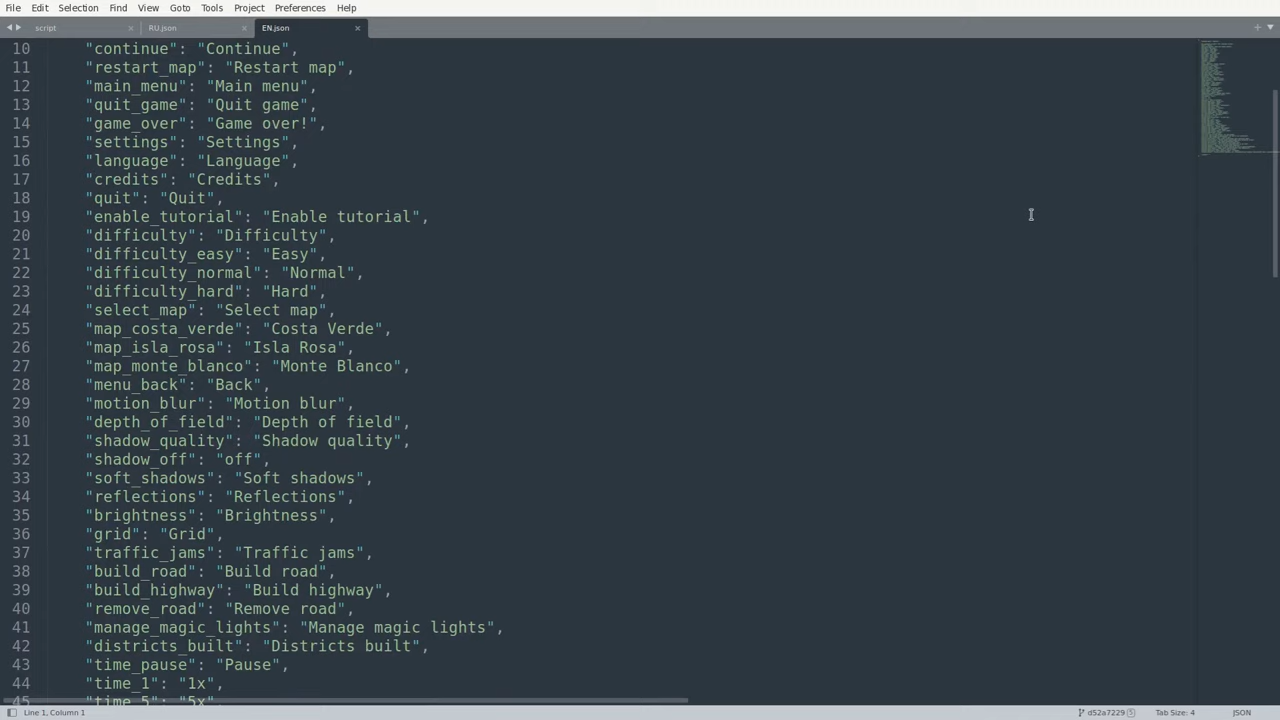 File Edit Selection Find View Goto Tools Project Preferences Help
script × RU.json × EN.json ×
10 "continue": "Continue",
11 "restart_map": "Restart map",
12 "main_menu": "Main menu",
13 "quit_game": "Quit game",
14 "game_over": "Game over!",
15 "settings": "Settings",
16 "language": "Language",
17 "credits": "Credits",
18 "quit": "Quit",
19 "enable_tutorial": "Enable tutorial",
20 "difficulty": "Difficulty",
21 "difficulty_easy": "Easy",
22 "difficulty_normal": "Normal",
23 "difficulty_hard": "Hard",
24 "select_map": "Select map",
25 "map_costa_verde": "Costa Verde",
26 "map_isla_rosa": "Isla Rosa",
27 "map_monte_blanco": "Monte Blanco",
28 "menu_back": "Back",
29 "motion_blur": "Motion blur",
30 "depth_of_field": "Depth of field",
31 "shadow_quality": "Shadow quality",
32 "shadow_off": "off",
33 "soft_shadows": "Soft shadows",
34 "reflections": "Reflections",
35 "brightness": "Brightness",
36 "grid": "Grid",
37 "traffic_jams": "Traffic jams",
38 "build_road": "Build road",
39 "build_highway": "Build highway",
40 "remove_road": "Remove road",
41 "manage_magic_lights": "Manage magic lights",
42 "districts_built": "Districts built",
43 "time_pause": "Pause",
44 "time_1": "1x",
45 "time_5": "5x",
Line 1, Column 1 d52a7229 5 Tab Size: 4 JSON